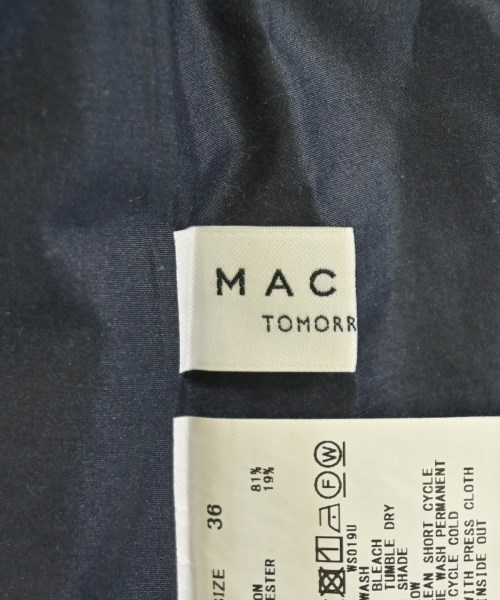 MAC
TOMORR
SIZE 36
ON 81%
ESTER 19%
WS019U
WASH
BLEACH
TUMBLE DRY
SHADE
OW
EAN SHORT CYCLE
E WASH PERMANENT
CYCLE COLD
WITH PRESS CLOTH
INSIDE OUT